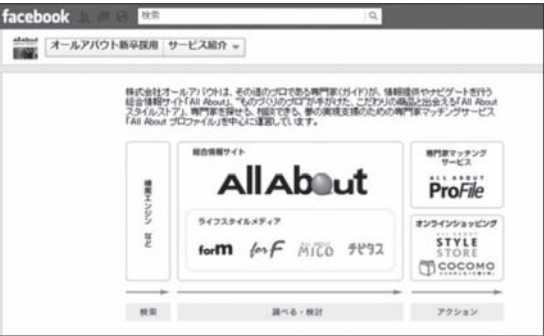 facebook
検索
オールアバウト新卒採用 サービス紹介
株式会社オールアバウトは、その道のプロである専門家(ガイド)が、情報提供やナビゲートを行う
総合情報サイト「All About」、"ものづくりのプロ"が手がけた、こだわりの商品と出会える「All About
スタイルストア」、専門家を探せる、相談できる、夢の実現支援のための専門家マッチングサービス
「All About プロファイル」を中心に運営しています。
検索エンジン など
総合情報サイト
All About
ライフスタイルメディア
form for F MiCO チビタス
専門家マッチング
サービス
ALL ABOUT
ProFile
オンラインショッピング
ALL ABOUT
STYLE
STORE
COCOMO
検索
調べる・検討
アクション